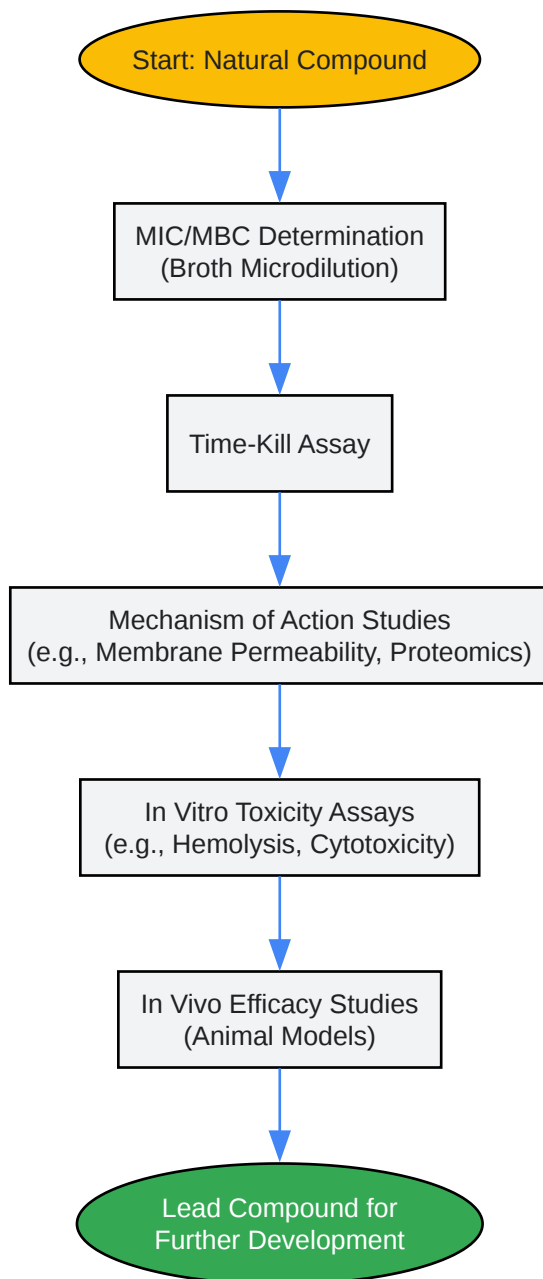 Start: Natural Compound
MIC/MBC Determination
(Broth Microdilution)
Time-Kill Assay
Mechanism of Action Studies
(e.g., Membrane Permeability, Proteomics)
In Vitro Toxicity Assays
(e.g., Hemolysis, Cytotoxicity)
In Vivo Efficacy Studies
(Animal Models)
Lead Compound for
Further Development